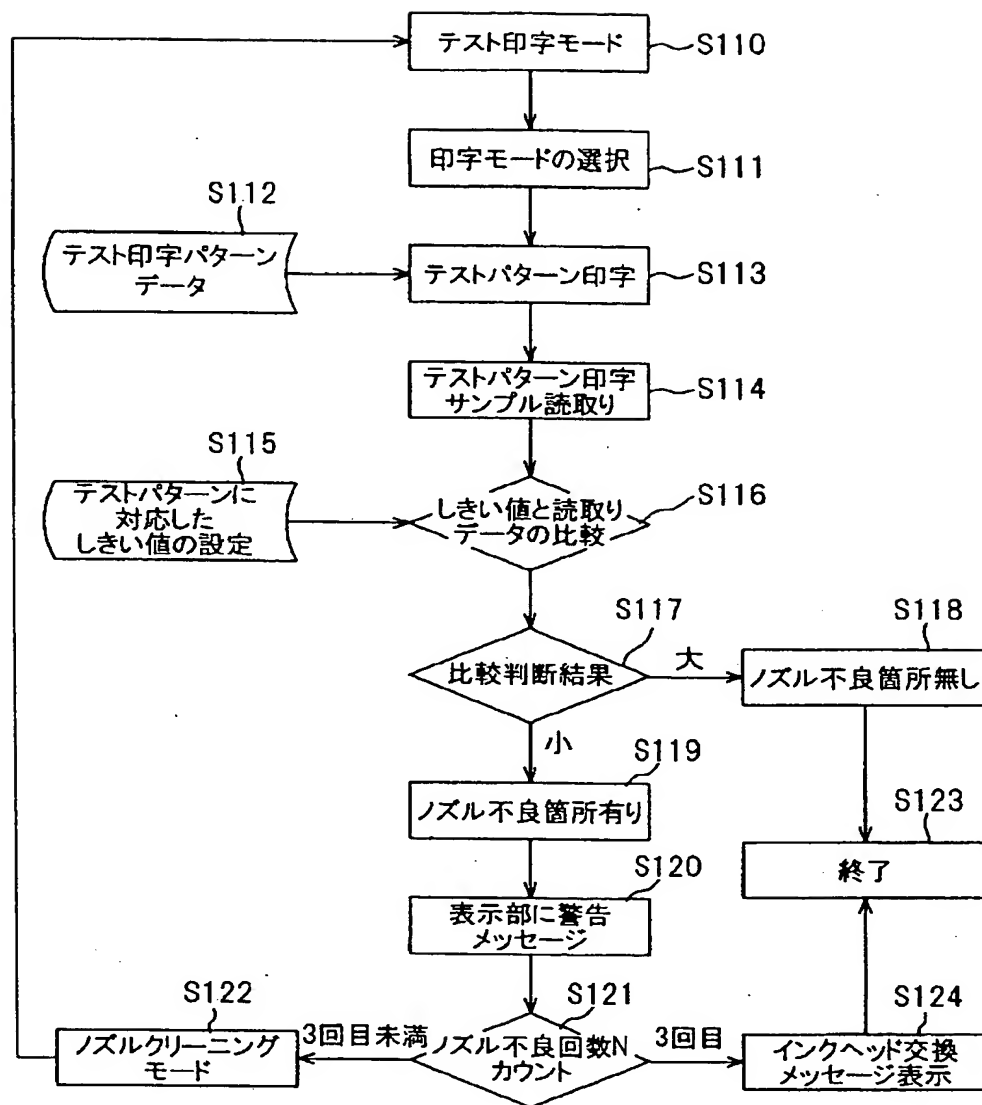 テスト印字モード
S110
印字モードの選択
S111
S112
テスト印字パターン
データ
テストパターン印字
S113
テストパターン印字
サンプル読取り
S114
S115
テストパターンに
対応した
しきい値の設定
しきい値と読取り
データの比較
S116
S117
比較判断結果
大
S118
ノズル不良箇所無し
小
S119
ノズル不良箇所有り
S123
終了
S120
表示部に警告
メッセージ
S121
ノズル不良回数N
カウント
3回目未満
S122
ノズルクリーニング
モード
3回目
S124
インクヘッド交換
メッセージ表示